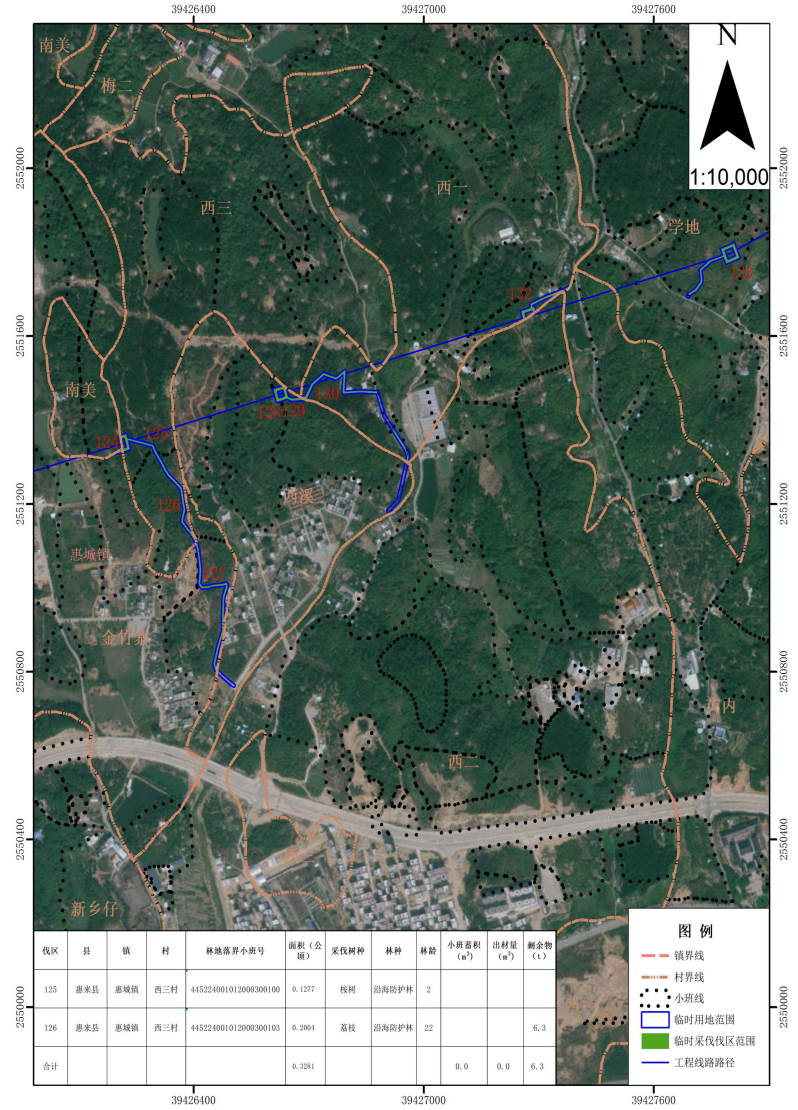 39426400 39427000 39427600
N
1:10,000
2552000 2552000
2551600 2551600
2551200 2551200
2550800 2550800
2550400 2550400
2550000 2550000
南美
梅二
西三
西一
学地
133
132
南美
130
128 129
124 125
126
西溪
惠城镇
127
金竹寨
内
西二
新乡仔
伐区 县 镇 村 林地落界小班号 面积（公顷） 采伐树种 林种 林龄 小班蓄积（m³） 出材量（m³） 剩余物（t）
125 惠来县 惠城镇 西三村 445224001012000300100 0.1277 桉树 沿海防护林 2
126 惠来县 惠城镇 西三村 445224001012000300103 0.2004 荔枝 沿海防护林 22 6.3
合计 0.3281 0.0 0.0 6.3
图 例
镇界线
村界线
小班线
临时用地范围
临时采伐伐区范围
工程线路路径
39426400 39427000 39427600